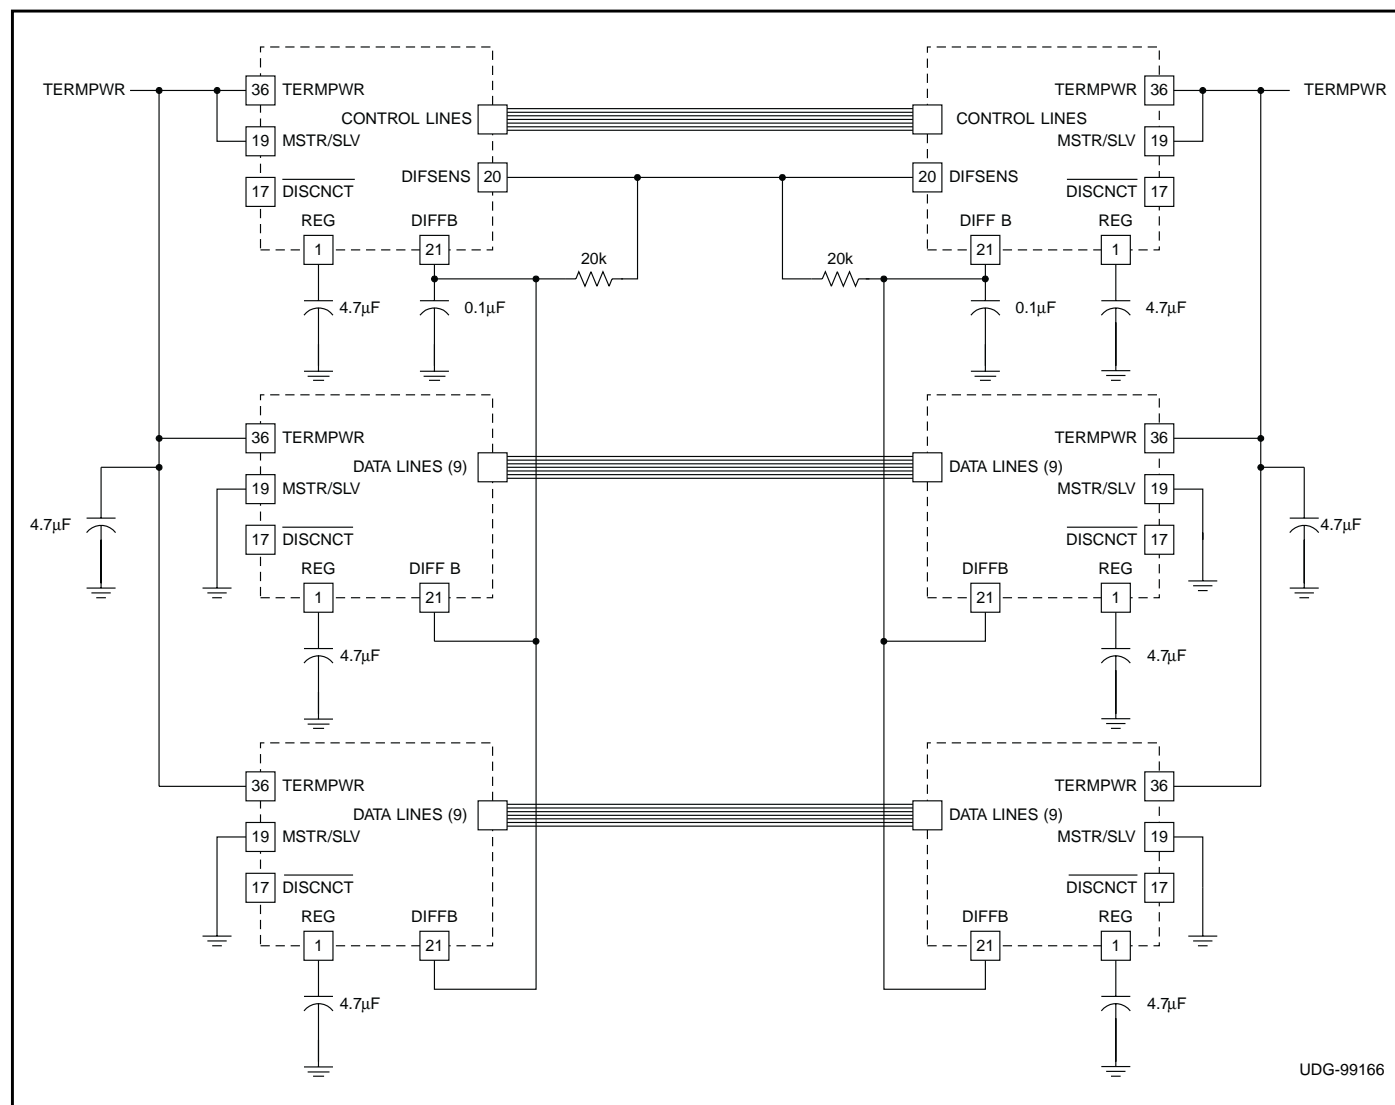 TERMPWR
36 TERMPWR
CONTROL LINES
19 MSTR/SLV
DIFSENS 20
17 DISCNCT
REG
DIFFB
1
21
4.7µF
0.1µF
20k
TERMPWR 36
TERMPWR
CONTROL LINES
MSTR/SLV 19
20 DIFSENS
DISCNCT 17
DIFF B
REG
21
1
20k
0.1µF
4.7µF
36 TERMPWR
DATA LINES (9)
19 MSTR/SLV
4.7µF
17 DISCNCT
REG
DIFF B
1
21
4.7µF
TERMPWR 36
DATA LINES (9)
MSTR/SLV 19
4.7µF
DISCNCT 17
DIFFB
REG
21
1
4.7µF
36 TERMPWR
DATA LINES (9)
19 MSTR/SLV
17 DISCNCT
REG
DIFFB
1
21
4.7µF
TERMPWR 36
DATA LINES (9)
MSTR/SLV 19
DISCNCT 17
DIFFB
REG
21
1
4.7µF
UDG-99166